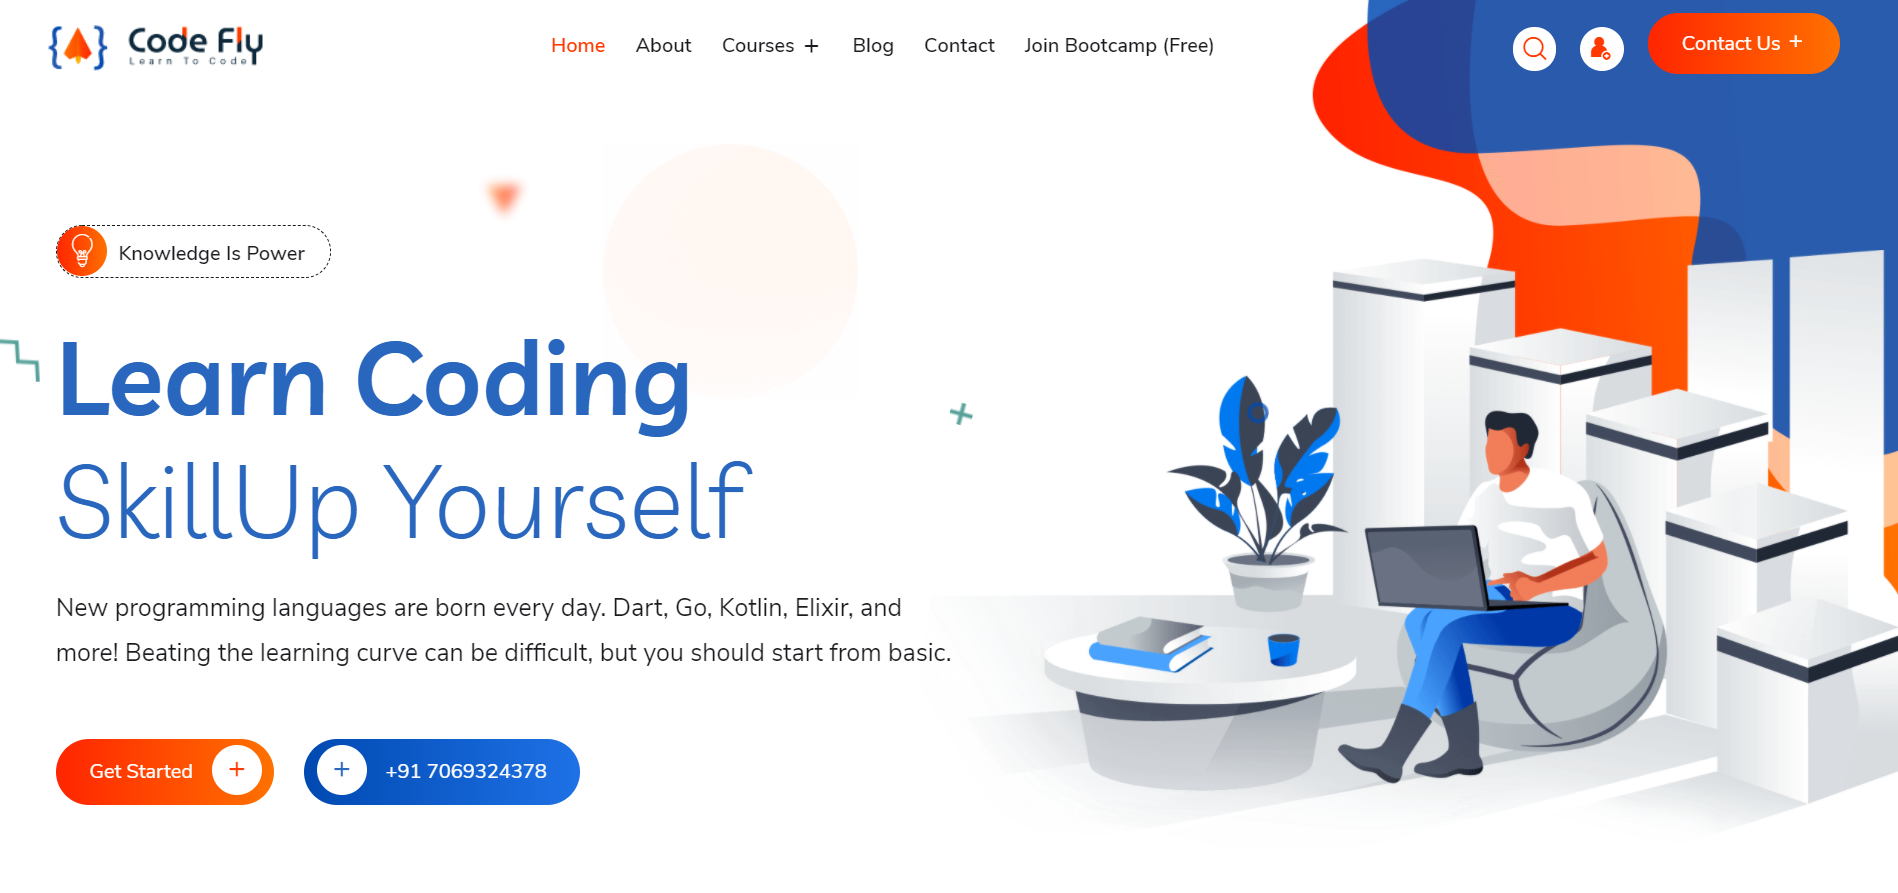 Code Fly
Learn To Code
Home About Courses + Blog Contact Join Bootcamp (Free)
Contact Us +
Knowledge Is Power
Learn Coding
SkillUp Yourself
New programming languages are born every day. Dart, Go, Kotlin, Elixir, and
more! Beating the learning curve can be difficult, but you should start from basic.
Get Started +
+ +91 7069324378